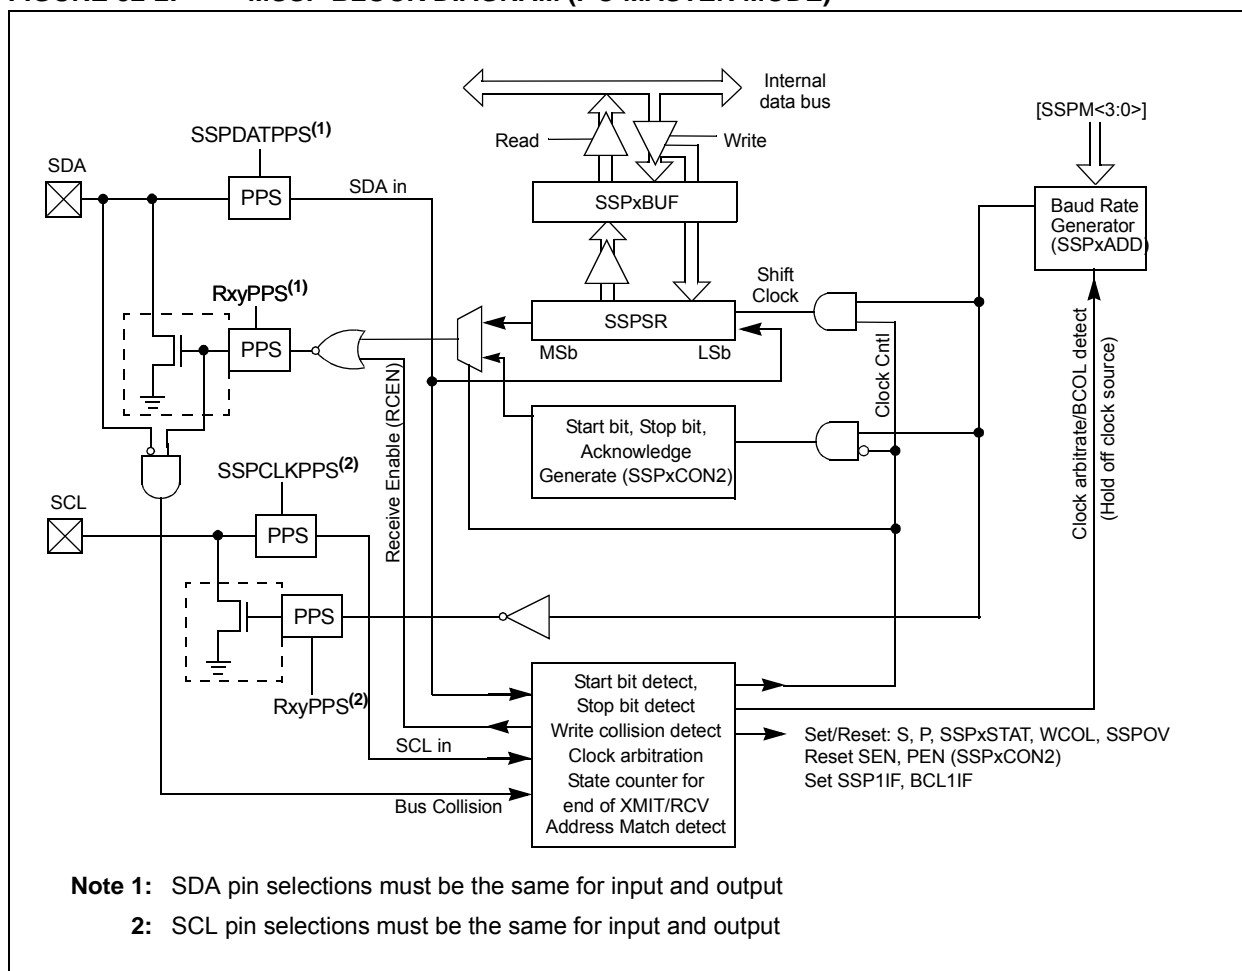 Internal
data bus
[SSPM<3:0>]
SSPDATPPS(1)
Read
Write
SDA
PPS
SDA in
SSPxBUF
Baud Rate
Generator
(SSPxADD)
Shift
Clock
RxyPPS(1)
PPS
SSPSR
MSb
LSb
Clock Cntl
Clock arbitrate/BCOL detect
(Hold off clock source)
Receive Enable (RCEN)
Start bit, Stop bit,
Acknowledge
Generate (SSPxCON2)
SSPCLKPPS(2)
SCL
PPS
PPS
RxyPPS(2)
SCL in
Bus Collision
Start bit detect,
Stop bit detect
Write collision detect
Clock arbitration
State counter for
end of XMIT/RCV
Address Match detect
Set/Reset: S, P, SSPxSTAT, WCOL, SSPOV
Reset SEN, PEN (SSPxCON2)
Set SSP1IF, BCL1IF
Note 1: SDA pin selections must be the same for input and output
2: SCL pin selections must be the same for input and output